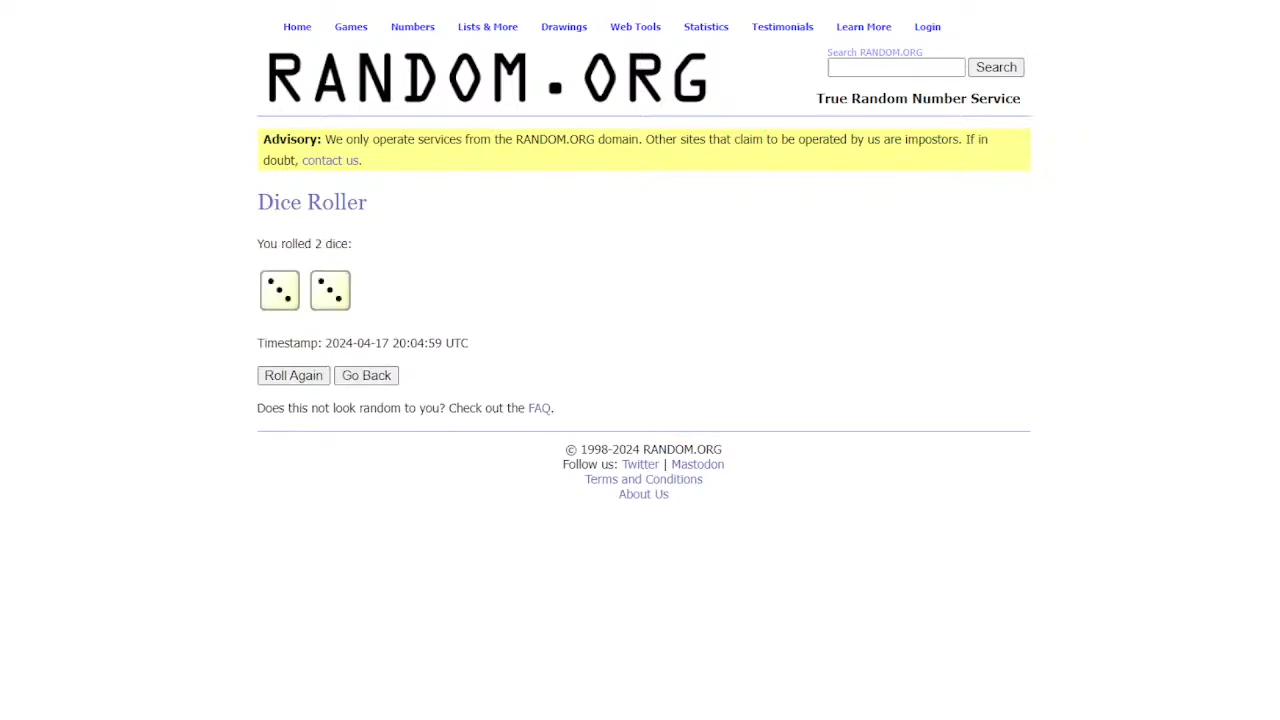 Home Games Numbers Lists & More Drawings Web Tools Statistics Testimonials Learn More Login
RANDOM.ORG
Search RANDOM.ORG
Search
True Random Number Service
Advisory: We only operate services from the RANDOM.ORG domain. Other sites that claim to be operated by us are impostors. If in
doubt, contact us.
Dice Roller
You rolled 2 dice:
Timestamp: 2024-04-17 20:04:59 UTC
Roll Again Go Back
Does this not look random to you? Check out the FAQ.
© 1998-2024 RANDOM.ORG
Follow us: Twitter | Mastodon
Terms and Conditions
About Us